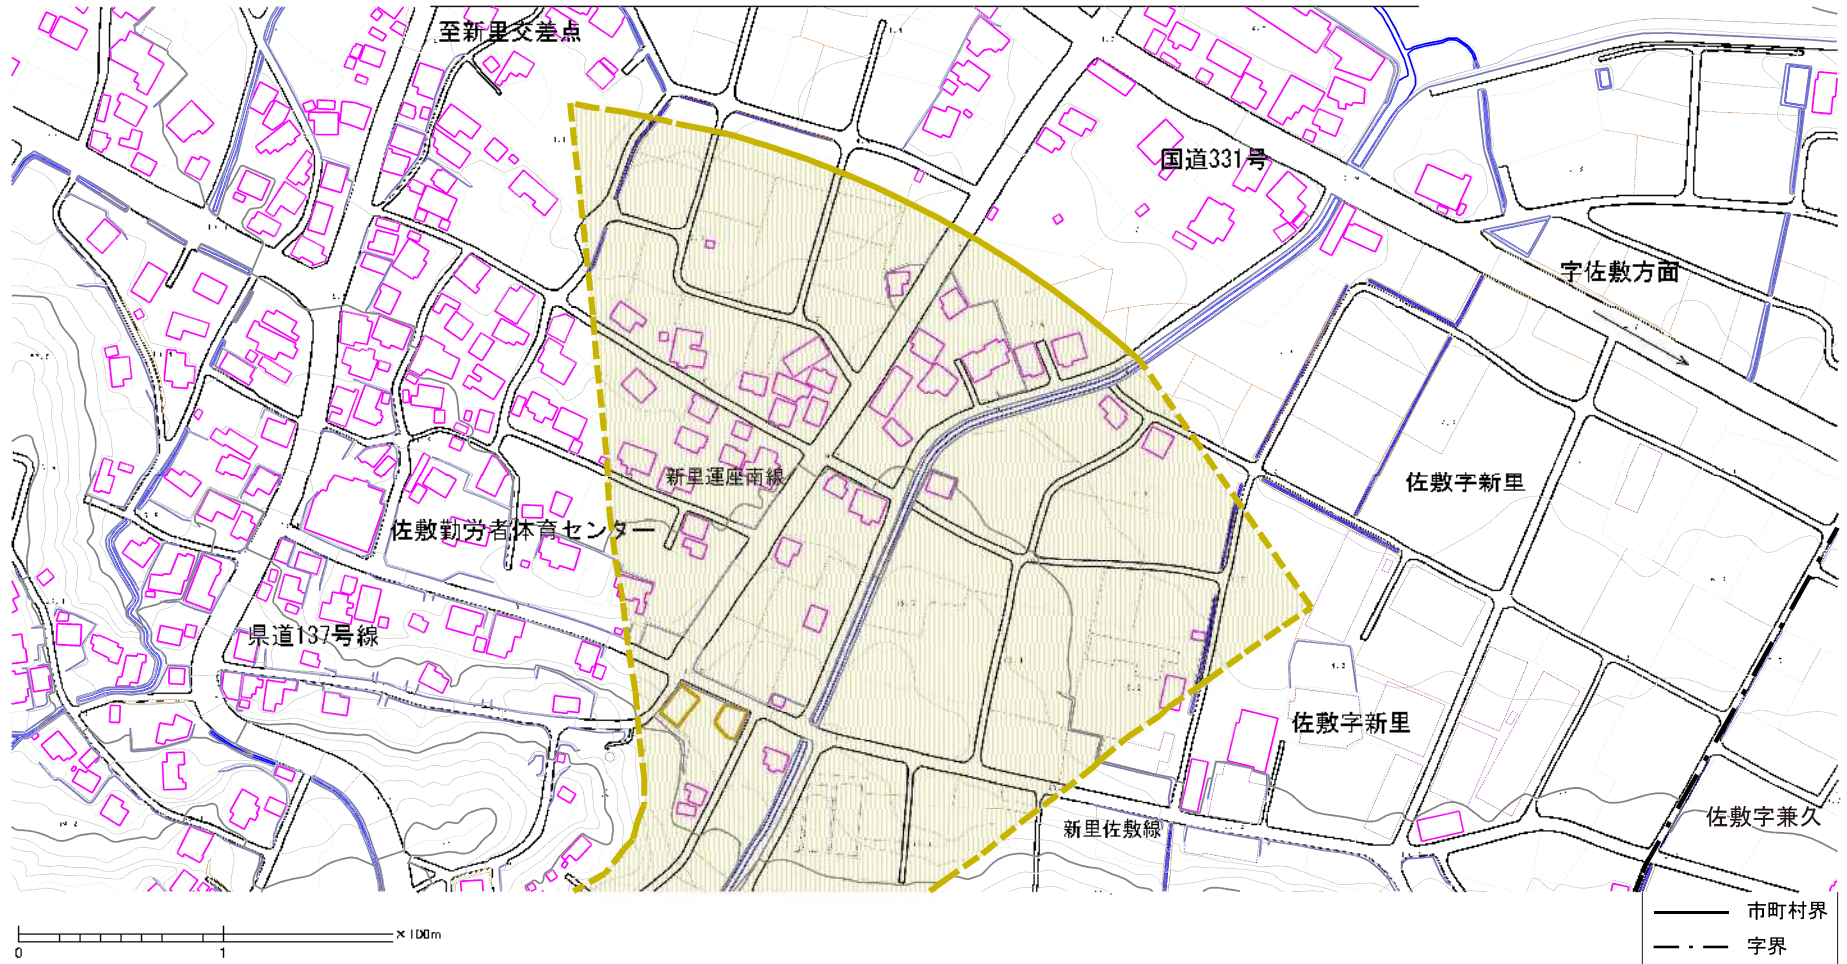 至新里交差点
国道331号
字佐敷方面
新里運座南線
佐敷字新里
佐敷勤労者体育センター
県道137号線
佐敷字新里
佐敷字兼久
新里佐敷線
市町村界
字界
×100m
0 1